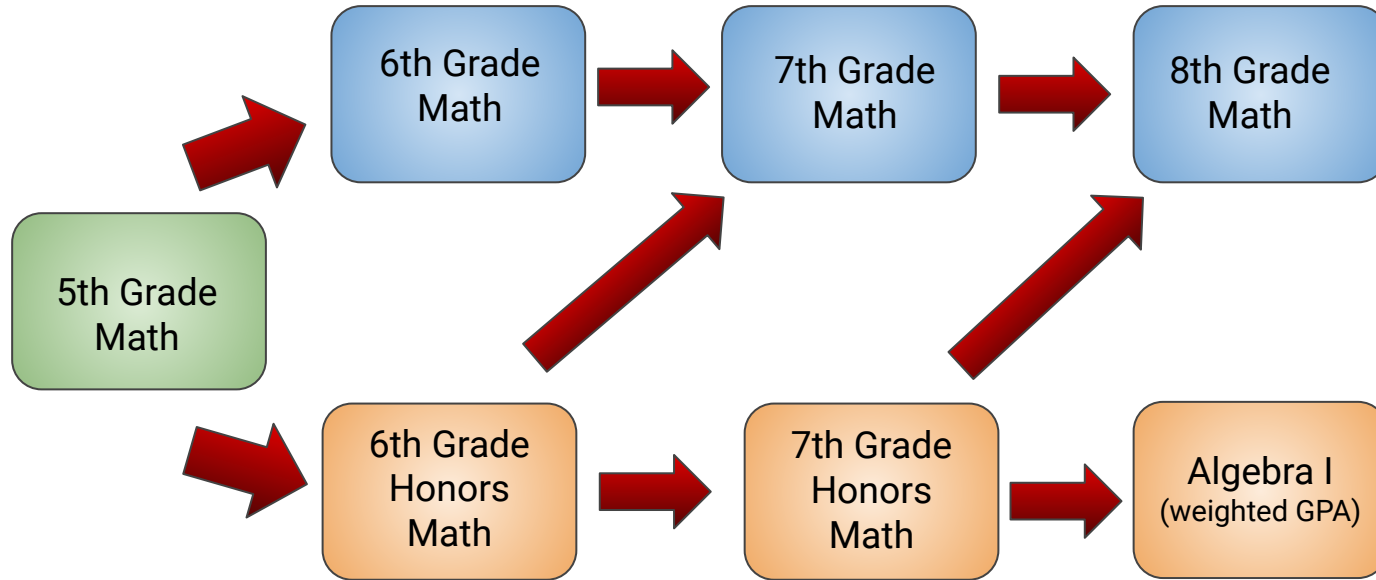 6th Grade
Math
7th Grade
Math
8th Grade
Math
5th Grade
Math
6th Grade
Honors
Math
7th Grade
Honors
Math
Algebra I
(weighted GPA)